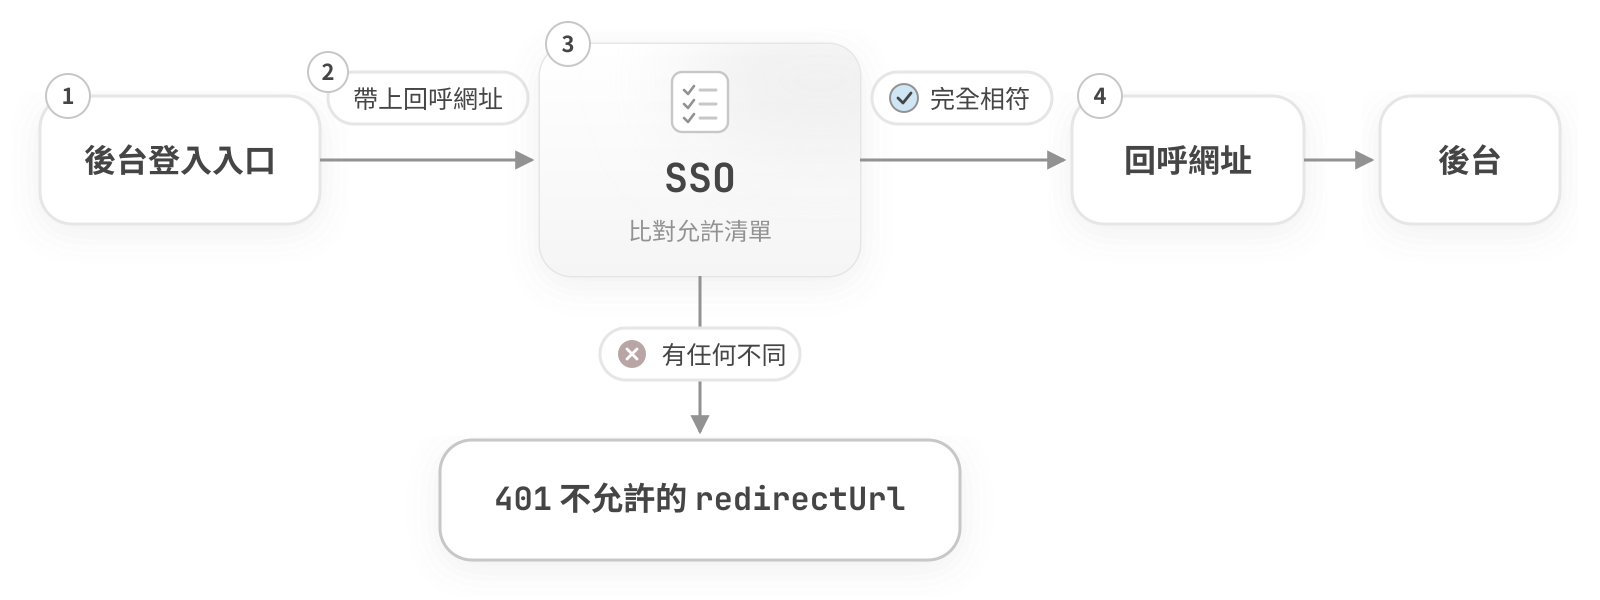 1
後台登入入口
2
帶上回呼網址
3
SSO
比對允許清單
完全相符
4
回呼網址
後台
有任何不同
401 不允許的 redirectUrl